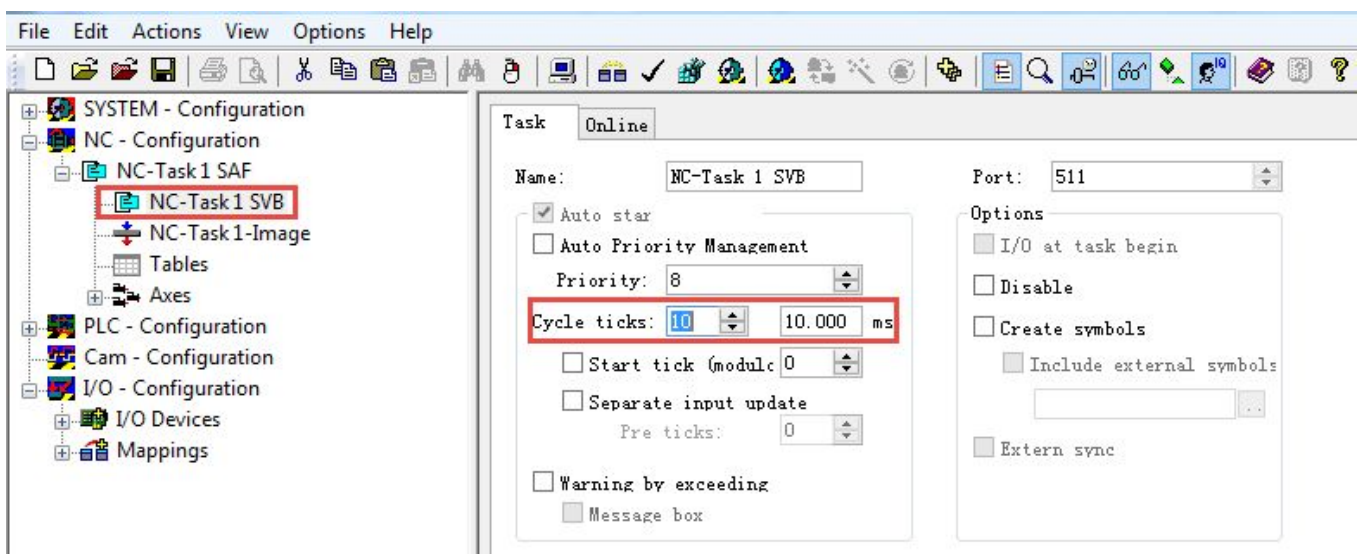 File Edit Actions View Options Help
SYSTEM - Configuration
NC - Configuration
NC-Task 1 SAF
NC-Task 1 SVB
NC-Task 1-Image
Tables
Axes
PLC - Configuration
Cam - Configuration
I/O - Configuration
I/O Devices
Mappings
Task Online
Name: NC-Task 1 SVB Port: 511
Auto star Options
Auto Priority Management I/O at task begin
Priority: 8 Disable
Cycle ticks: 10 10.000 ms Create symbols
Start tick (modulc 0 Include external symbols
Separate input update ..
Pre ticks: 0 Extern sync
Warning by exceeding
Message box